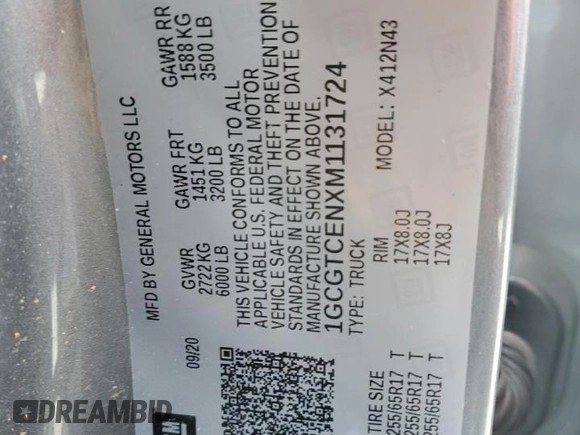 MFD BY GENERAL MOTORS LLC
09/20
GVWR
2722 KG
6000 LB
GAWR FRT
1451 KG
3200 LB
GAWR RR
1588 KG
3500 LB
THIS VEHICLE CONFORMS TO ALL
APPLICABLE U.S. FEDERAL MOTOR
VEHICLE SAFETY AND THEFT PREVENTION
STANDARDS IN EFFECT ON THE DATE OF
MANUFACTURE SHOWN ABOVE.
1GCGTCENXM1131724
TYPE: TRUCK
MODEL: X412N43
TIRE SIZE
RIM
255/65R17 T
17X8.0J
255/65R17 T
17X8.0J
255/65R17 T
17X8J
GM
DREAMBID